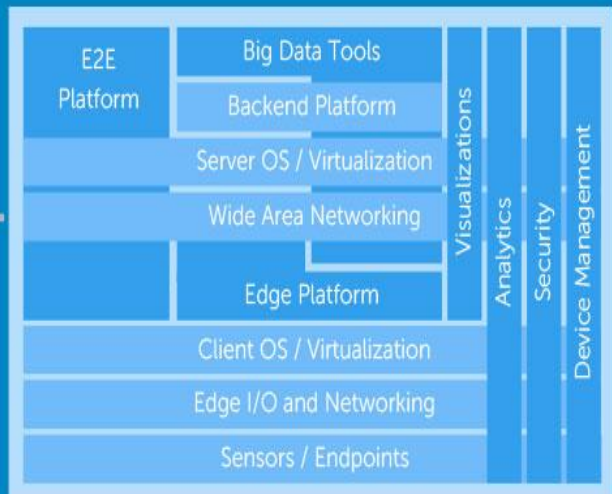 E2E
Platform
Big Data Tools
Backend Platform
Server OS / Virtualization
Wide Area Networking
Edge Platform
Client OS / Virtualization
Edge I/O and Networking
Sensors / Endpoints
Visualizations
Analytics
Security
Device Management